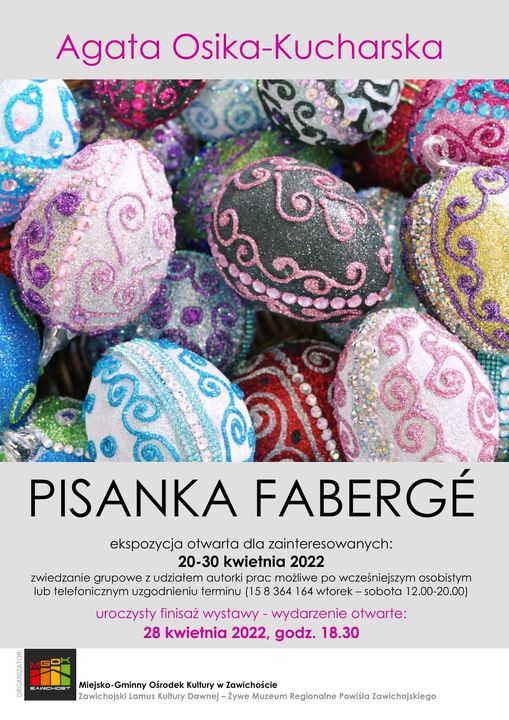 Agata Osika-Kucharska
PISANKA FABERGÉ
ekspozycja otwarta dla zainteresowanych:
20-30 kwietnia 2022
zwiedzanie grupowe z udziałem autorki prac możliwe po wcześniejszym osobistym
lub telefonicznym uzgodnieniu terminu (15 8 364 164 wtorek – sobota 12.00-20.00)
uroczysty finisaż wystawy - wydarzenie otwarte:
28 kwietnia 2022, godz. 18.30
ORGANIZATOR:
MGOK
ZAWICHOST
Miejsko-Gminny Ośrodek Kultury w Zawichoście
Zawichojski Lamus Kultury Dawnej – Żywe Muzeum Regionalne Powiśla Zawichojskiego